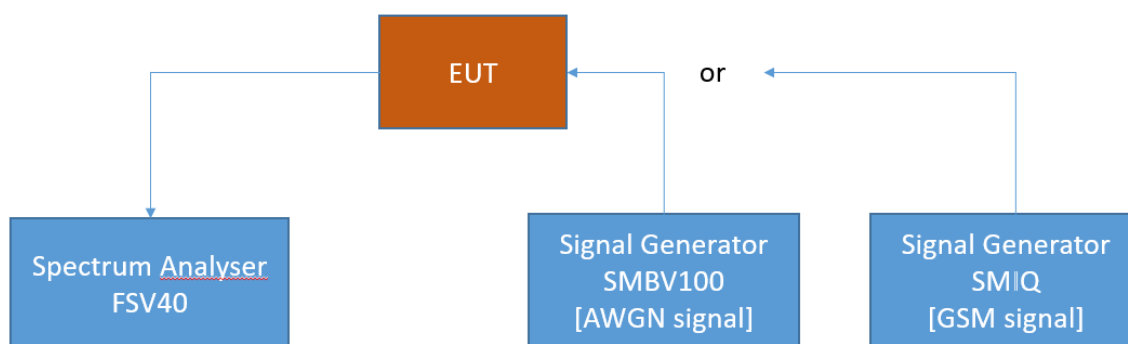 EUT
or
Spectrum Analyser
FSV40
Signal Generator
SMBV100
[AWGN signal]
Signal Generator
SMIQ
[GSM signal]